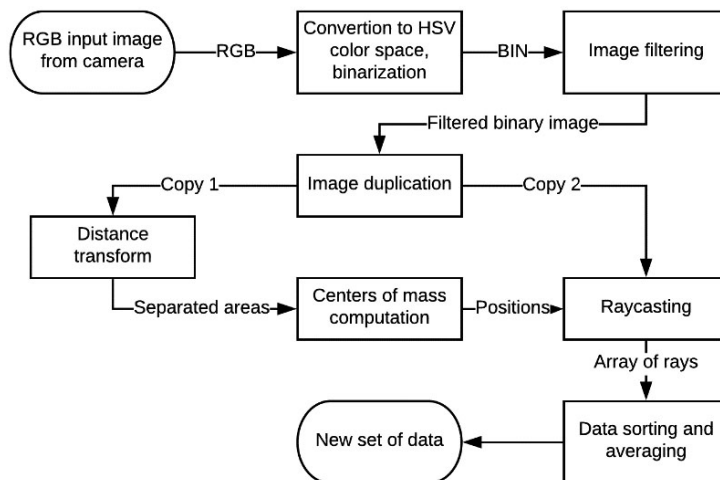 RGB input image
from camera
RGB
Convertion to HSV
color space,
binarization
BIN
Image filtering
Filtered binary image
Copy 1
Image duplication
Copy 2
Distance
transform
Separated areas
Centers of mass
computation
Positions
Raycasting
Array of rays
New set of data
Data sorting and
averaging